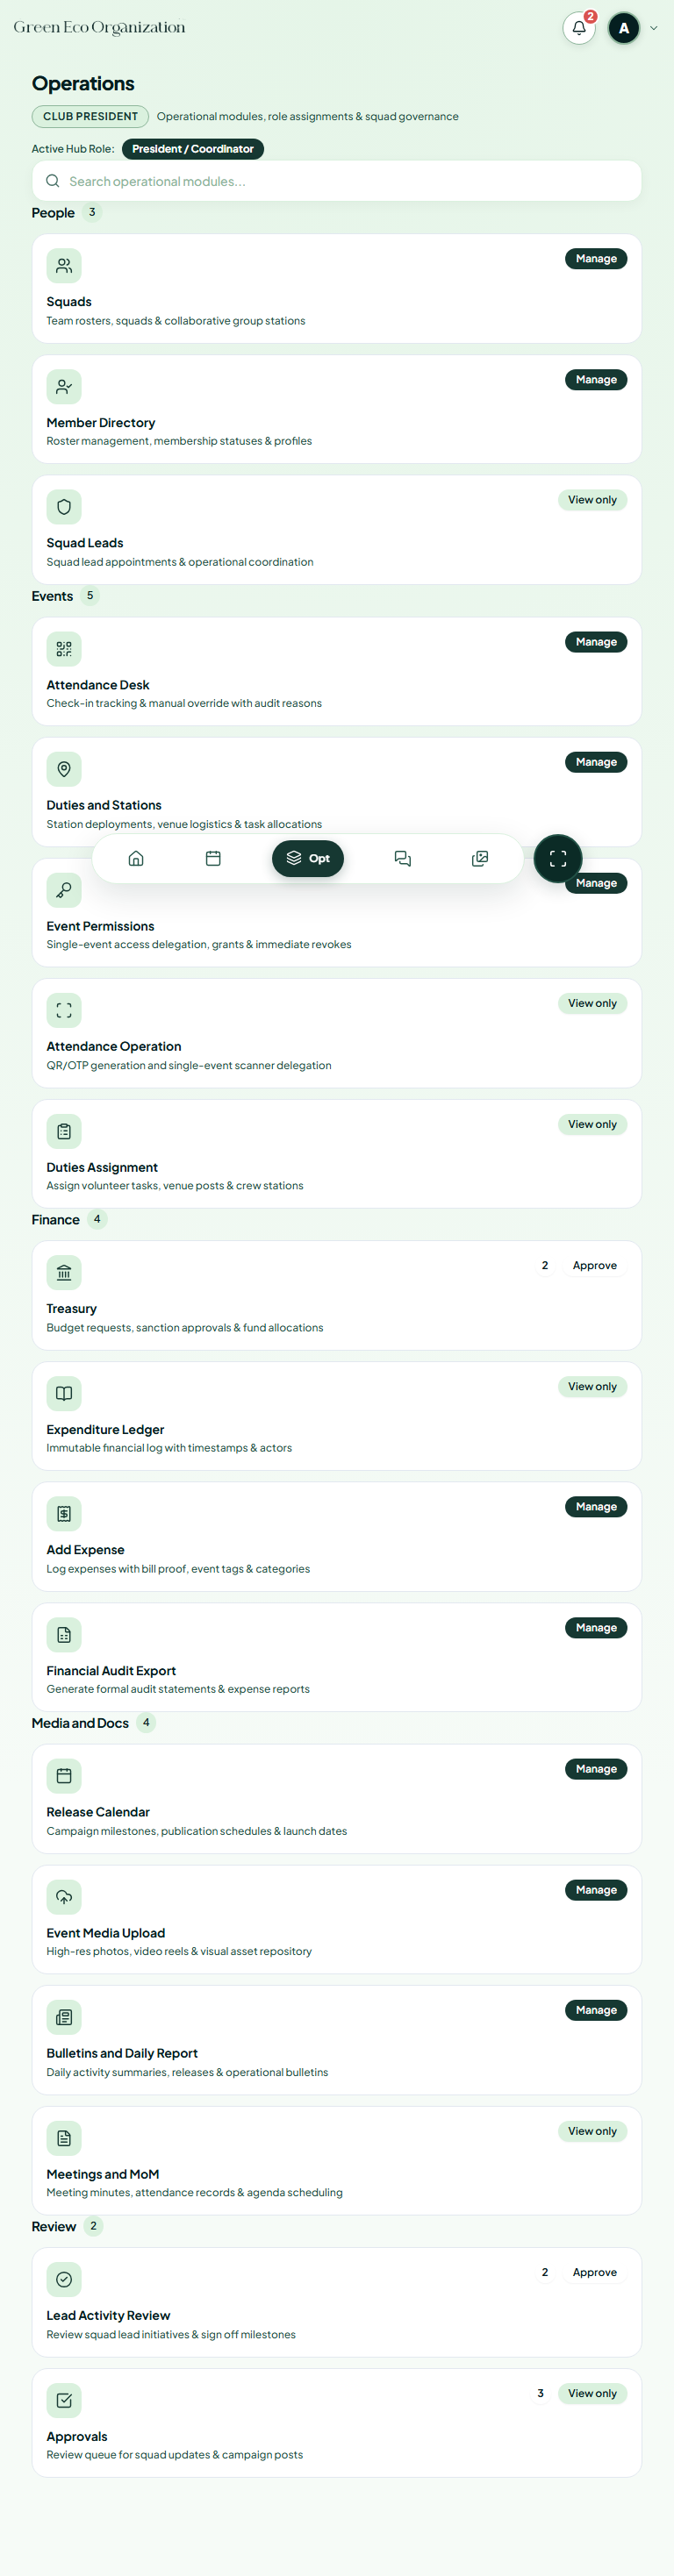 Green Eco Organization
2
A
Operations
CLUB PRESIDENT Operational modules, role assignments & squad governance
Active Hub Role: President / Coordinator
Search operational modules...
People 3
Manage
Squads
Team rosters, squads & collaborative group stations
Manage
Member Directory
Roster management, membership statuses & profiles
View only
Squad Leads
Squad lead appointments & operational coordination
Events 5
Manage
Attendance Desk
Check-in tracking & manual override with audit reasons
Manage
Duties and Stations
Station deployments, venue logistics & task allocations
Opt
Manage
Event Permissions
Single-event access delegation, grants & immediate revokes
View only
Attendance Operation
QR/OTP generation and single-event scanner delegation
View only
Duties Assignment
Assign volunteer tasks, venue posts & crew stations
Finance 4
2 Approve
Treasury
Budget requests, sanction approvals & fund allocations
View only
Expenditure Ledger
Immutable financial log with timestamps & actors
Manage
Add Expense
Log expenses with bill proof, event tags & categories
Manage
Financial Audit Export
Generate formal audit statements & expense reports
Media and Docs 4
Manage
Release Calendar
Campaign milestones, publication schedules & launch dates
Manage
Event Media Upload
High-res photos, video reels & visual asset repository
Manage
Bulletins and Daily Report
Daily activity summaries, releases & operational bulletins
View only
Meetings and MoM
Meeting minutes, attendance records & agenda scheduling
Review 2
2 Approve
Lead Activity Review
Review squad lead initiatives & sign off milestones
3 View only
Approvals
Review queue for squad updates & campaign posts